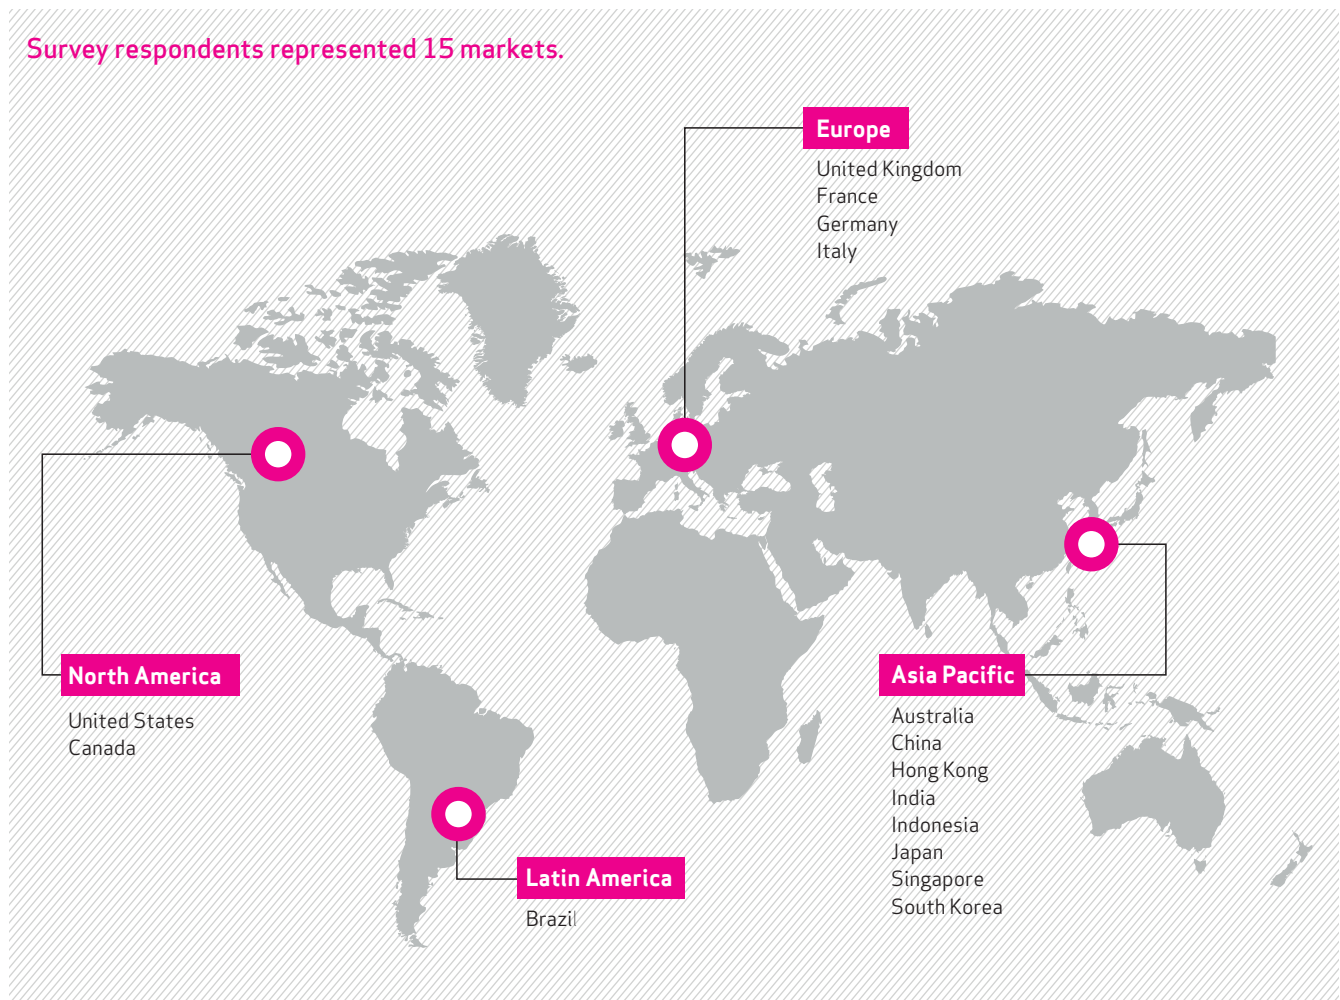 Survey respondents represented 15 markets.
Europe
United Kingdom
France
Germany
Italy
North America
United States
Canada
Latin America
Brazil
Asia Pacific
Australia
China
Hong Kong
India
Indonesia
Japan
Singapore
South Korea